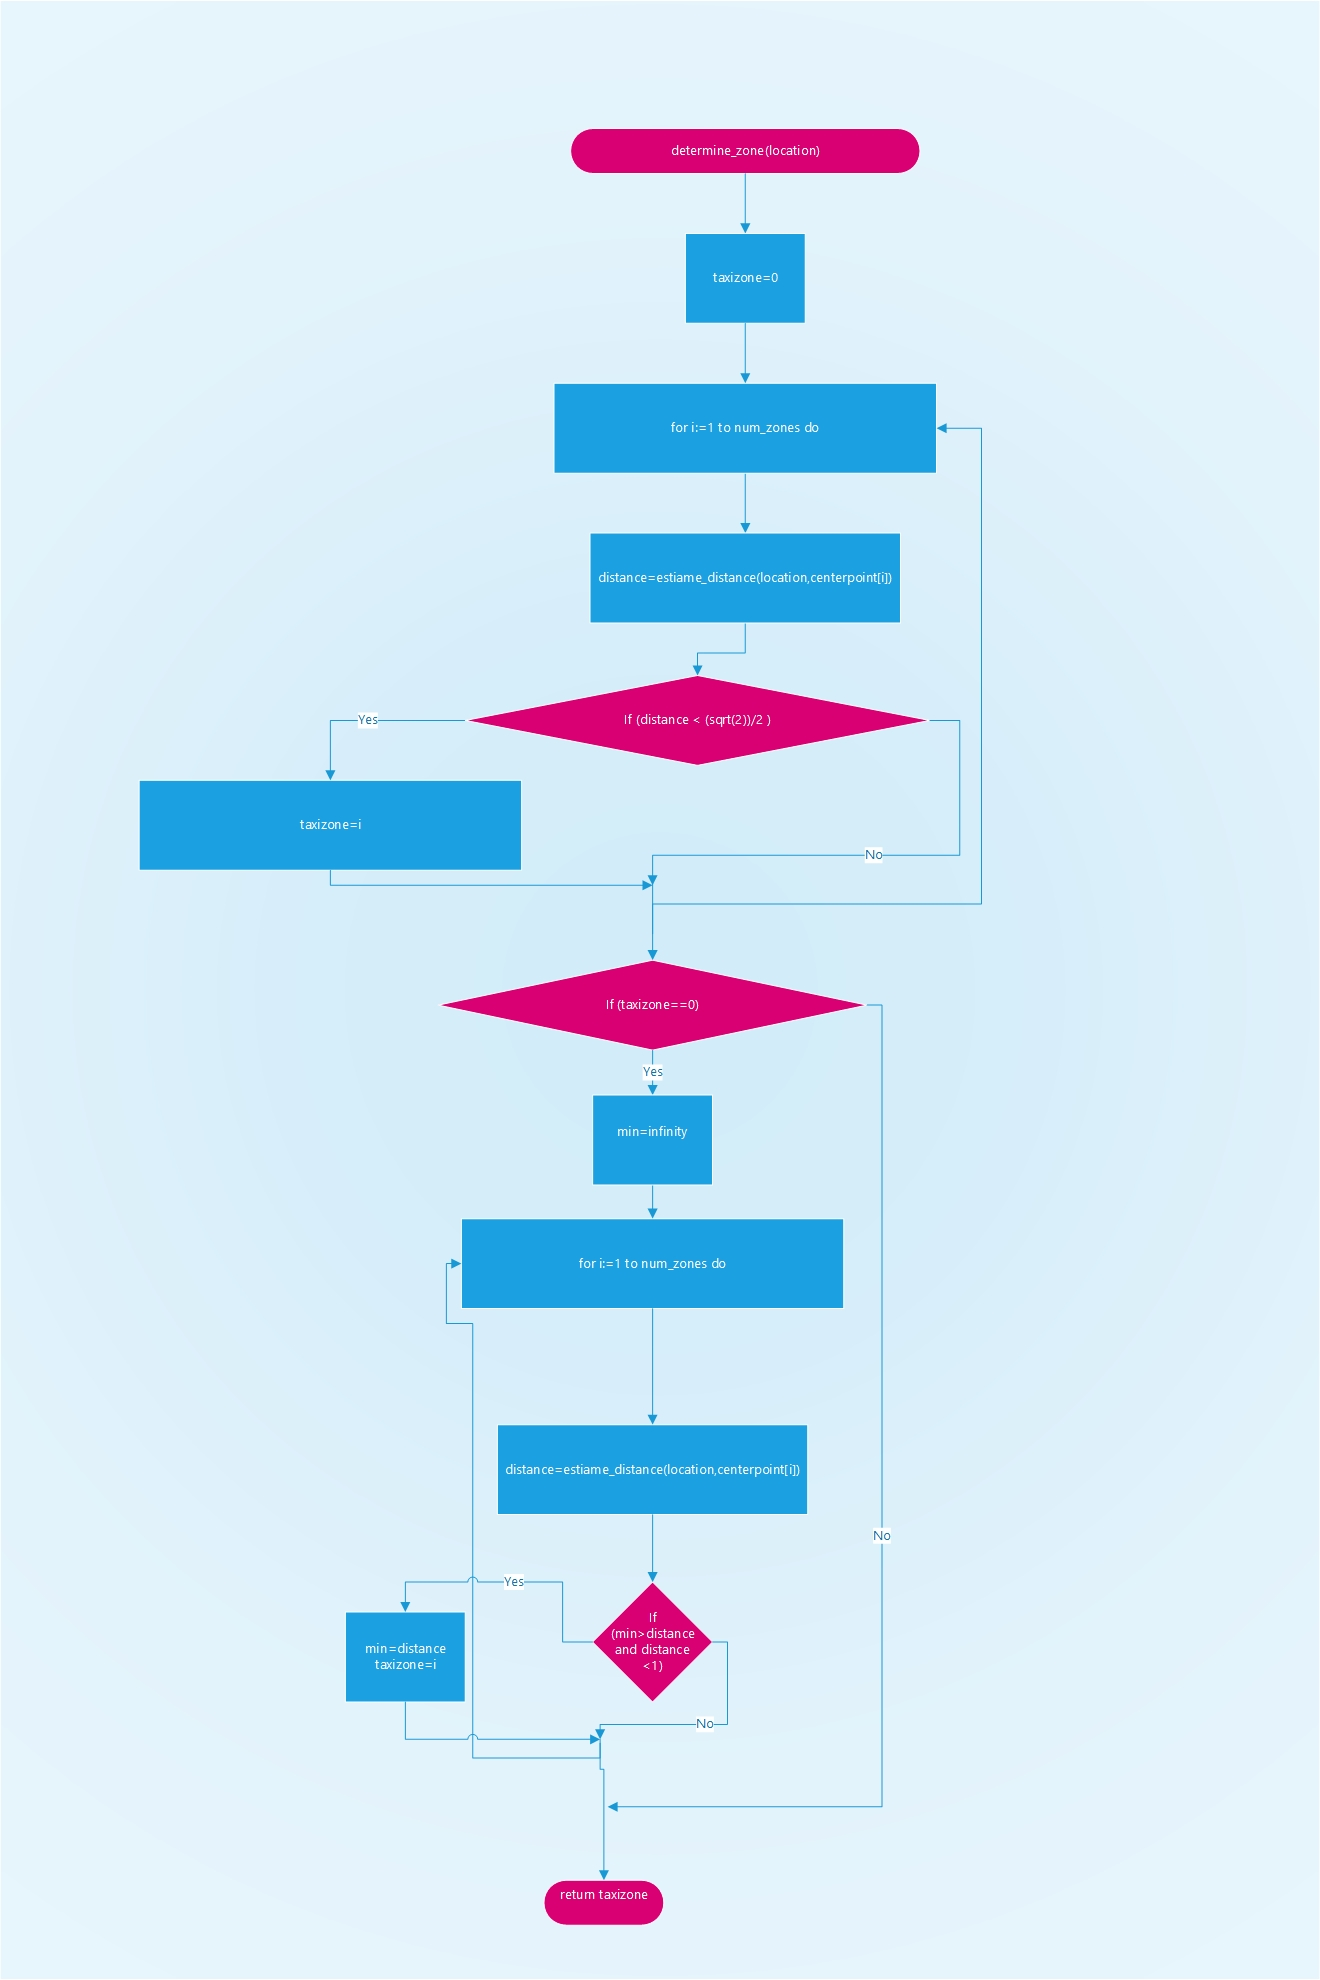 determine_zone(location)
taxizone=0
for i:=1 to num_zones do
distance=estiame_distance(location,centerpoint[i])
If (distance < (sqrt(2))/2 )
Yes
taxizone=i
No
If (taxizone==0)
Yes
min=infinity
for i:=1 to num_zones do
distance=estiame_distance(location,centerpoint[i])
No
Yes
If
(min>distance
and distance
<1)
min=distance
taxizone=i
No
return taxizone